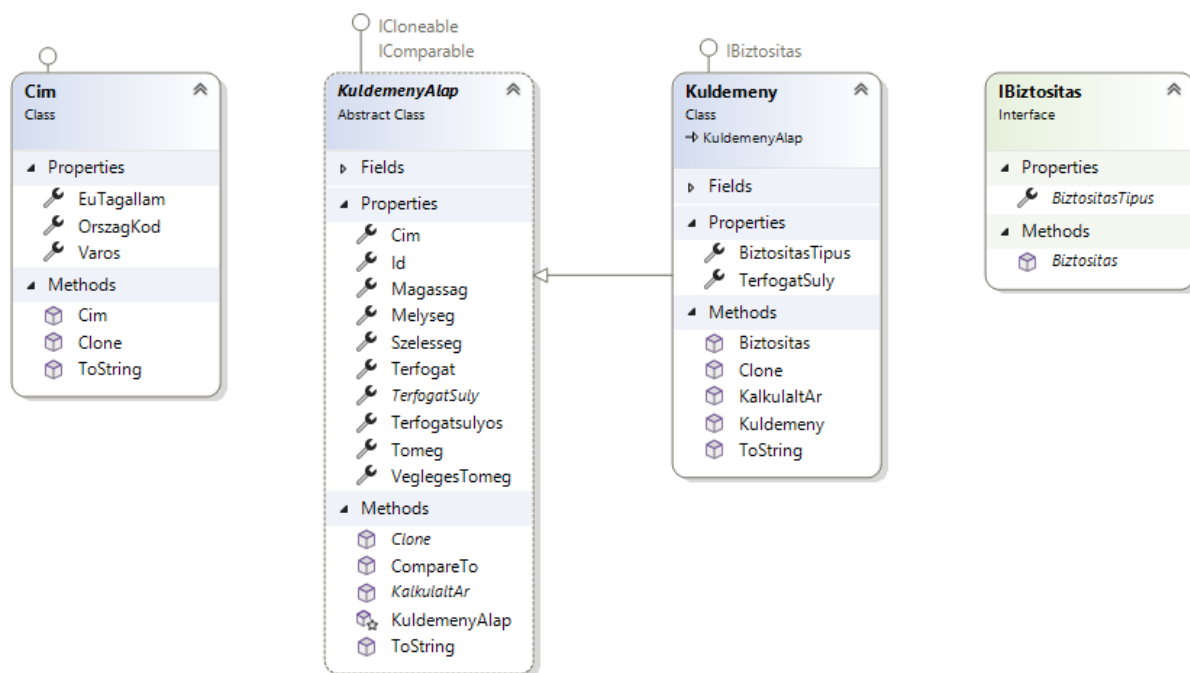 Cim
Class
Properties
EuTagallam
OrszagKod
Varos
Methods
Cim
Clone
ToString
ICloneable
IComparable
KuldemenyAlap
Abstract Class
Fields
Properties
Cim
Id
Magassag
Melyseg
Szelesseg
Terfogat
TerfogatSuly
Terfogatsulyos
Tomeg
VeglegesTomeg
Methods
Clone
CompareTo
KalkulaltAr
KuldemenyAlap
ToString
IBiztositas
Kuldemeny
Class
KuldemenyAlap
Fields
Properties
BiztositasTipus
TerfogatSuly
Methods
Biztositas
Clone
KalkulaltAr
Kuldemeny
ToString
IBiztositas
Interface
Properties
BiztositasTipus
Methods
Biztositas